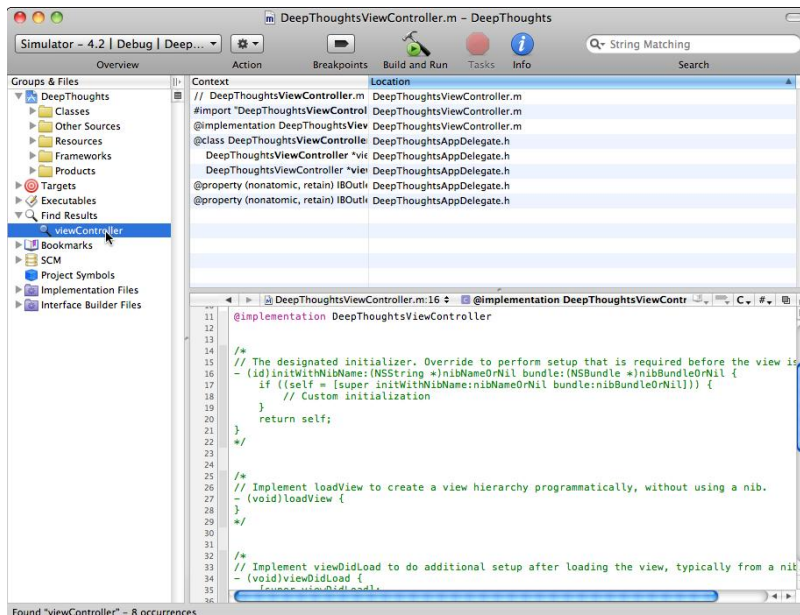 DeepThoughtsViewController.m – DeepThoughts
Simulator - 4.2 | Debug | Deep...
Overview Action Breakpoints Build and Run Tasks Info Search
String Matching
Groups & Files
DeepThoughts
Classes
Other Sources
Resources
Frameworks
Products
Targets
Executables
Find Results
viewController
Bookmarks
SCM
Project Symbols
Implementation Files
Interface Builder Files
Context Location
// DeepThoughtsViewController.m DeepThoughtsViewController.m
#import "DeepThoughtsViewControl DeepThoughtsViewController.m
@implementation DeepThoughtsView DeepThoughtsViewController.m
@class DeepThoughtsViewControlle DeepThoughtsAppDelegate.h
DeepThoughtsViewController *vie DeepThoughtsAppDelegate.h
DeepThoughtsViewController *view DeepThoughtsAppDelegate.h
@property (nonatomic, retain) IBOutle DeepThoughtsAppDelegate.h
@property (nonatomic, retain) IBOutle DeepThoughtsAppDelegate.h
DeepThoughtsViewController.m:16 @implementation DeepThoughtsViewContr C, #,
11 @implementation DeepThoughtsViewController
12
13
14 /*
15 // The designated initializer. Override to perform setup that is required before the view is
16 - (id)initWithNibName:(NSString *)nibNameOrNil bundle:(NSBundle *)nibBundleOrNil {
17 if ((self = [super initWithNibName:nibNameOrNil bundle:nibBundleOrNil])) {
18 // Custom initialization
19 }
20 return self;
21 }
22 */
23
24
25 /*
26 // Implement loadView to create a view hierarchy programmatically, without using a nib.
27 - (void)loadView {
28 }
29 */
30
31
32 /*
33 // Implement viewDidLoad to do additional setup after loading the view, typically from a nib
34 - (void)viewDidLoad {
35 [super viewDidLoad];
36
Found "viewController" – 8 occurrences